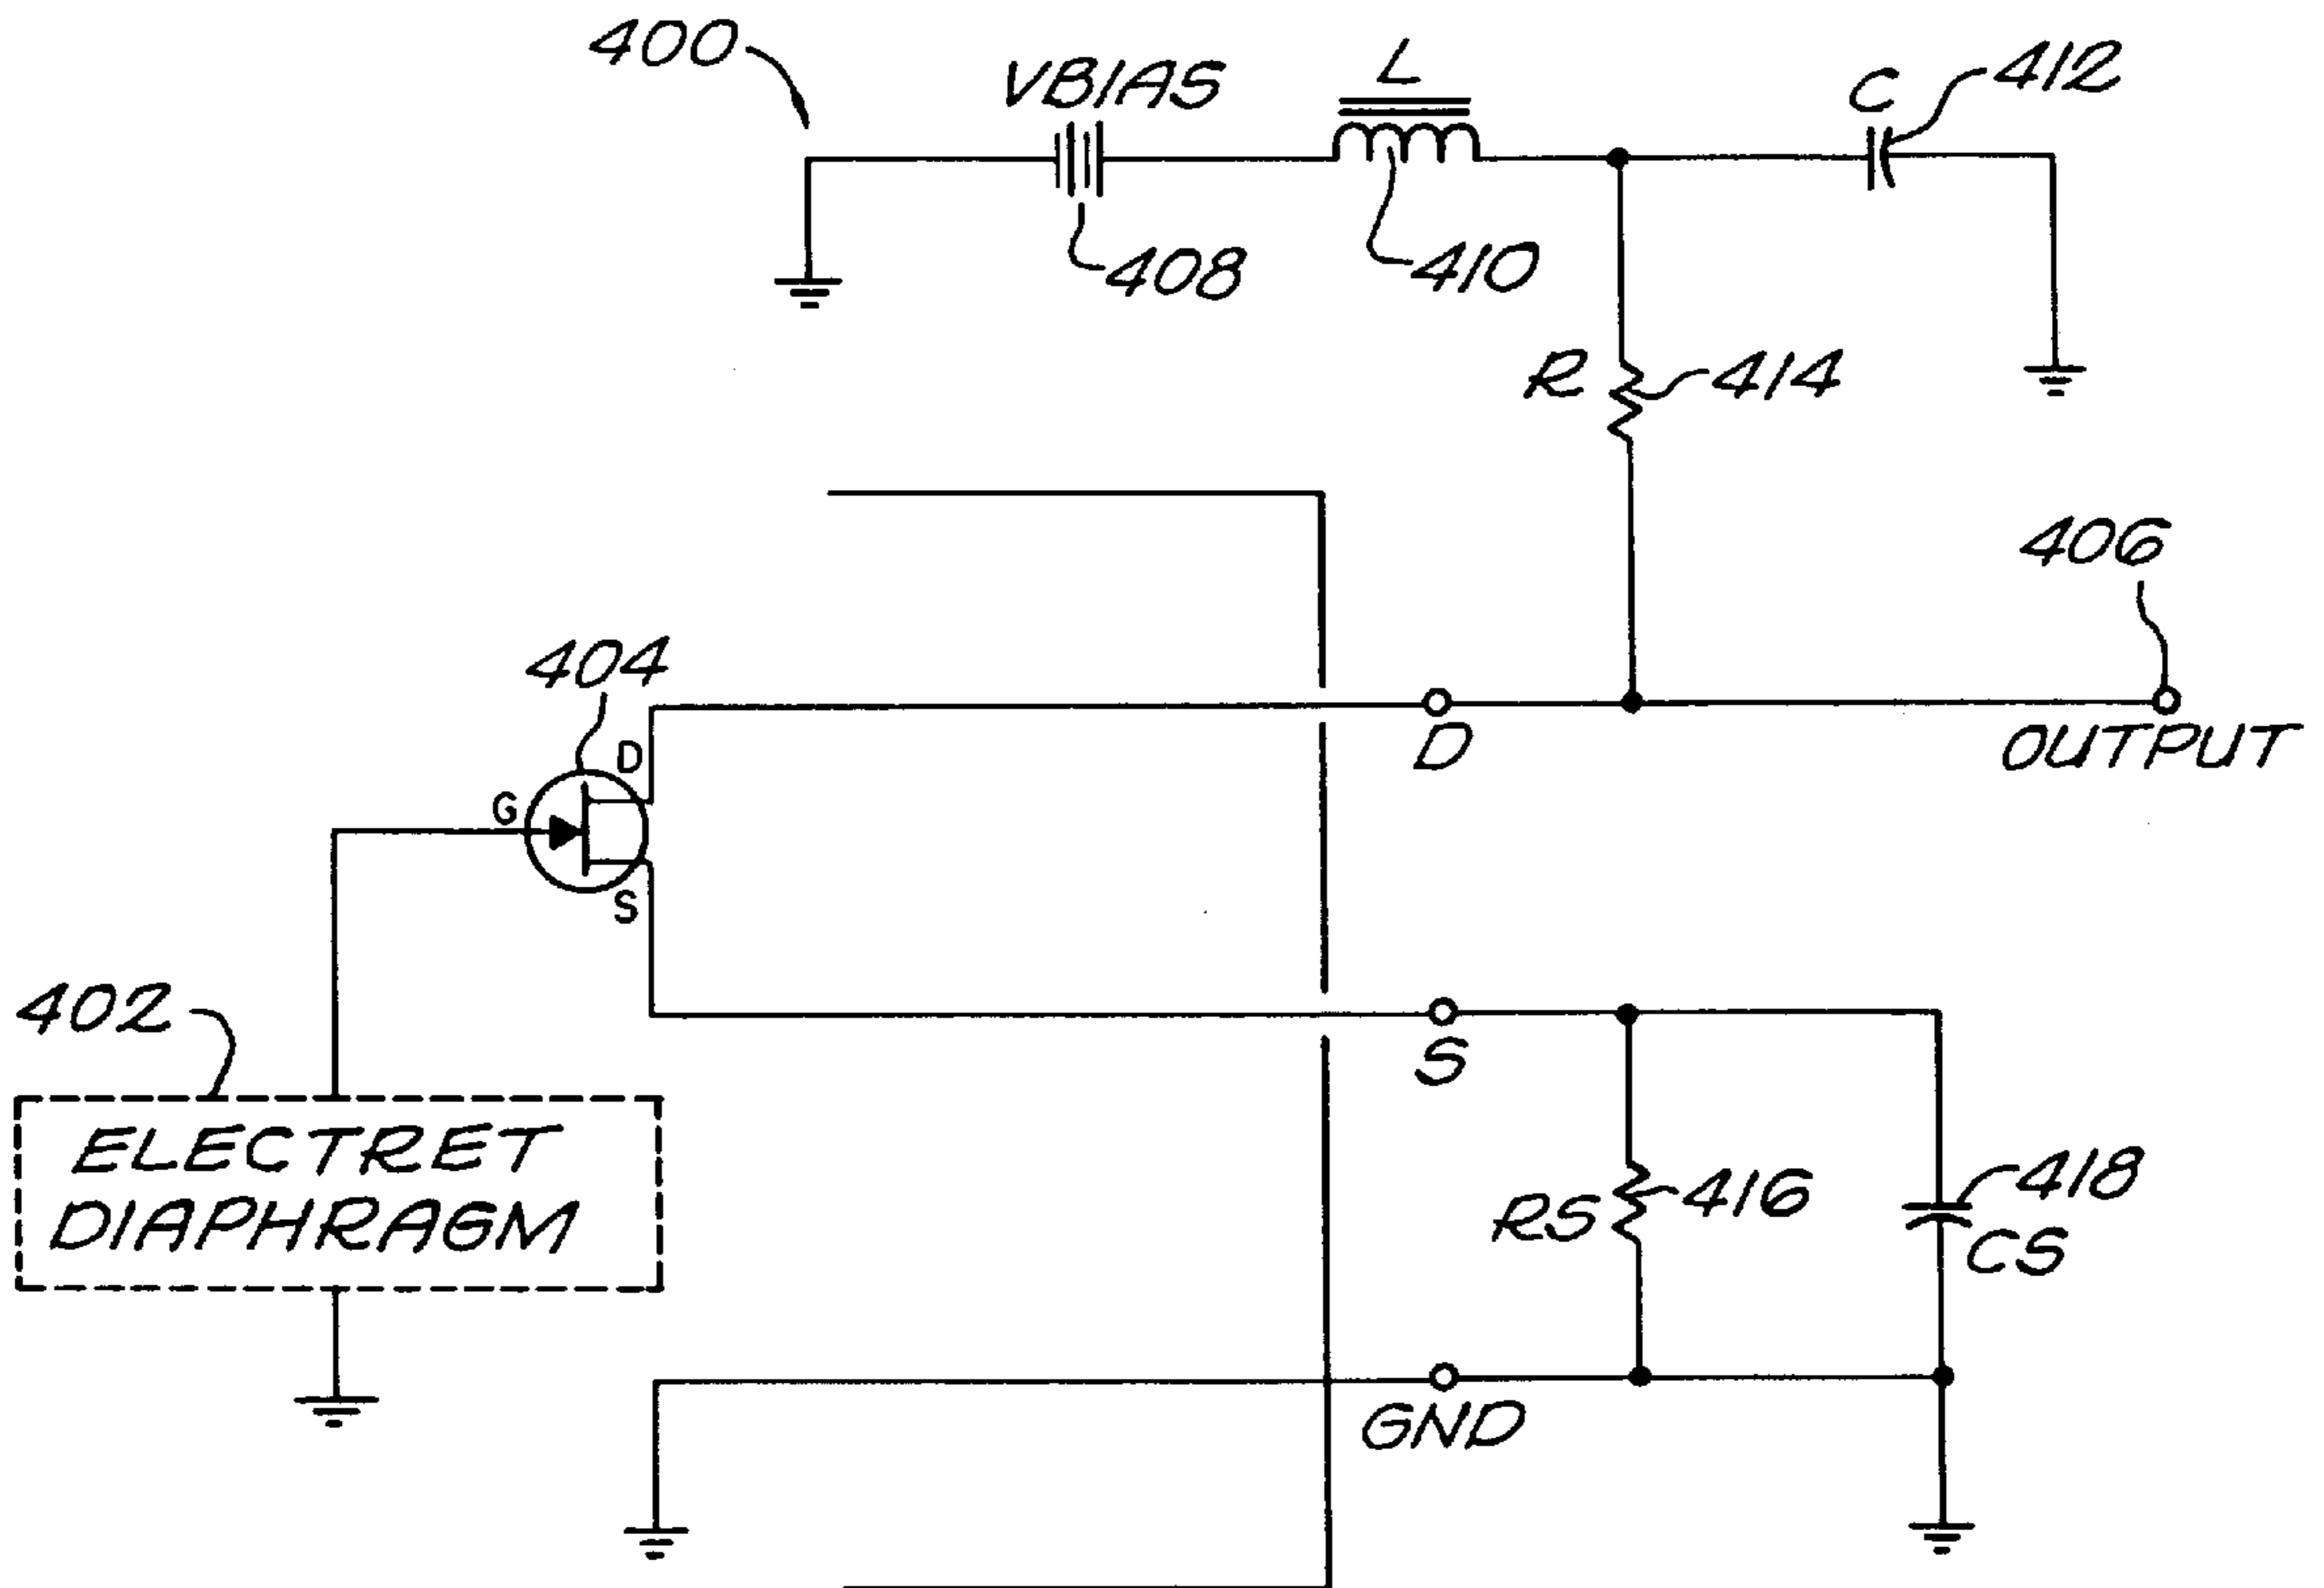 400
VBIAS
L
C
412
408
410
R
414
406
404
D
G
S
D
OUTPUT
402
S
ELECTRET
DIAPHRAGM
RS
416
418
CS
GND